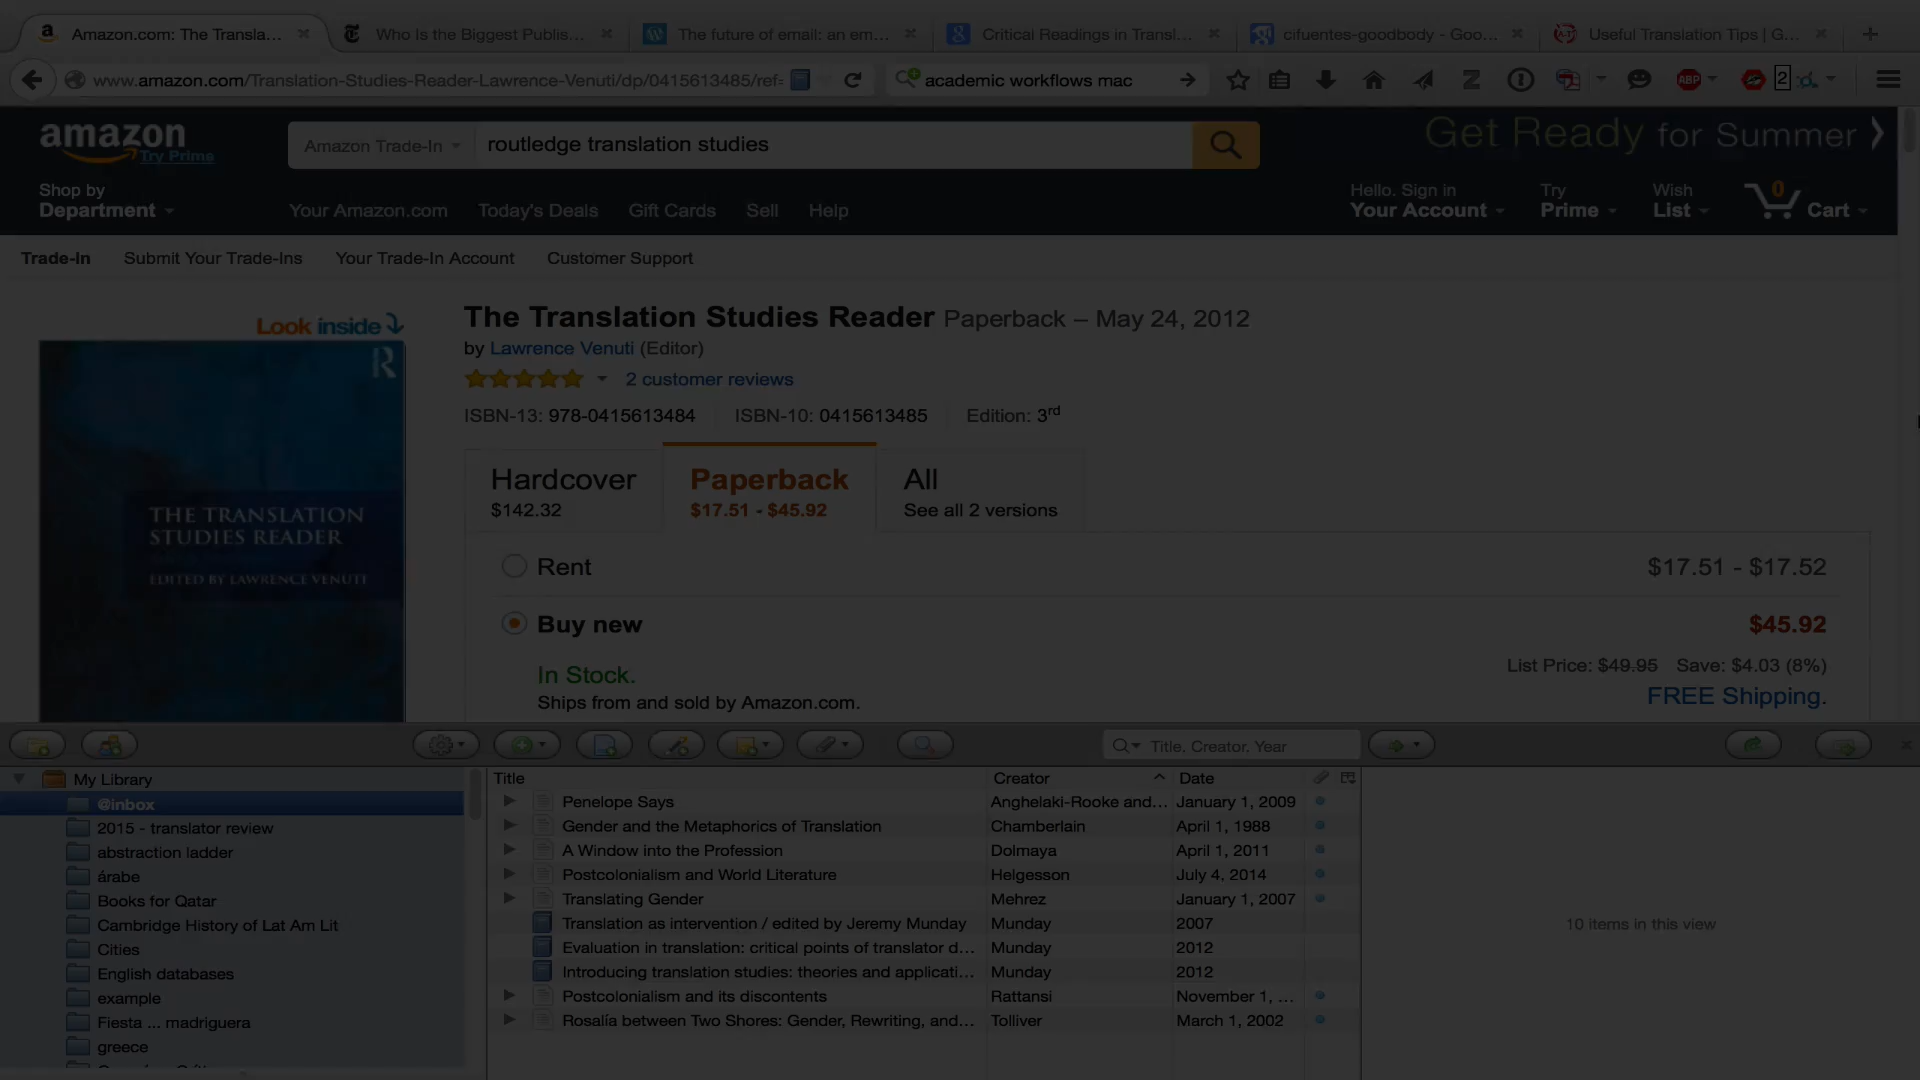 Amazon.com: The Transla...
Who Is the Biggest Publis...
The future of email: an em...
Critical Readings in Transl...
cifuentes-goodbody - Goo...
Useful Translation Tips | G...
www.amazon.com/Translation-Studies-Reader-Lawrence-Venuti/dp/0415613485/ref=
academic workflows mac
Z
ABP
2
amazon
Try Prime
Amazon Trade-In
routledge translation studies
Get Ready for Summer
Shop by
Department
Your Amazon.com
Today's Deals
Gift Cards
Sell
Help
Hello. Sign in
Your Account
Try
Prime
Wish
List
0
Cart
Trade-In
Submit Your Trade-Ins
Your Trade-In Account
Customer Support
Look inside
R
THE TRANSLATION
STUDIES READER
EDITED BY LAWRENCE VENUTI
The Translation Studies Reader Paperback – May 24, 2012
by Lawrence Venuti (Editor)
2 customer reviews
ISBN-13: 978-0415613484
ISBN-10: 0415613485
Edition: 3rd
Hardcover
$142.32
Paperback
$17.51 - $45.92
All
See all 2 versions
Rent
$17.51 - $17.52
Buy new
$45.92
In Stock.
Ships from and sold by Amazon.com.
List Price: $49.95 Save: $4.03 (8%)
FREE Shipping.
Title, Creator, Year
My Library
@inbox
2015 - translator review
abstraction ladder
árabe
Books for Qatar
Cambridge History of Lat Am Lit
Cities
English databases
example
Fiesta ... madriguera
greece
Title Creator Date
Penelope Says Anghelaki-Rooke and... January 1, 2009
Gender and the Metaphorics of Translation Chamberlain April 1, 1988
A Window into the Profession Dolmaya April 1, 2011
Postcolonialism and World Literature Helgesson July 4, 2014
Translating Gender Mehrez January 1, 2007
Translation as intervention / edited by Jeremy Munday Munday 2007
Evaluation in translation: critical points of translator d... Munday 2012
Introducing translation studies: theories and applicati... Munday 2012
Postcolonialism and its discontents Rattansi November 1, ...
Rosalía between Two Shores: Gender, Rewriting, and... Tolliver March 1, 2002
10 items in this view